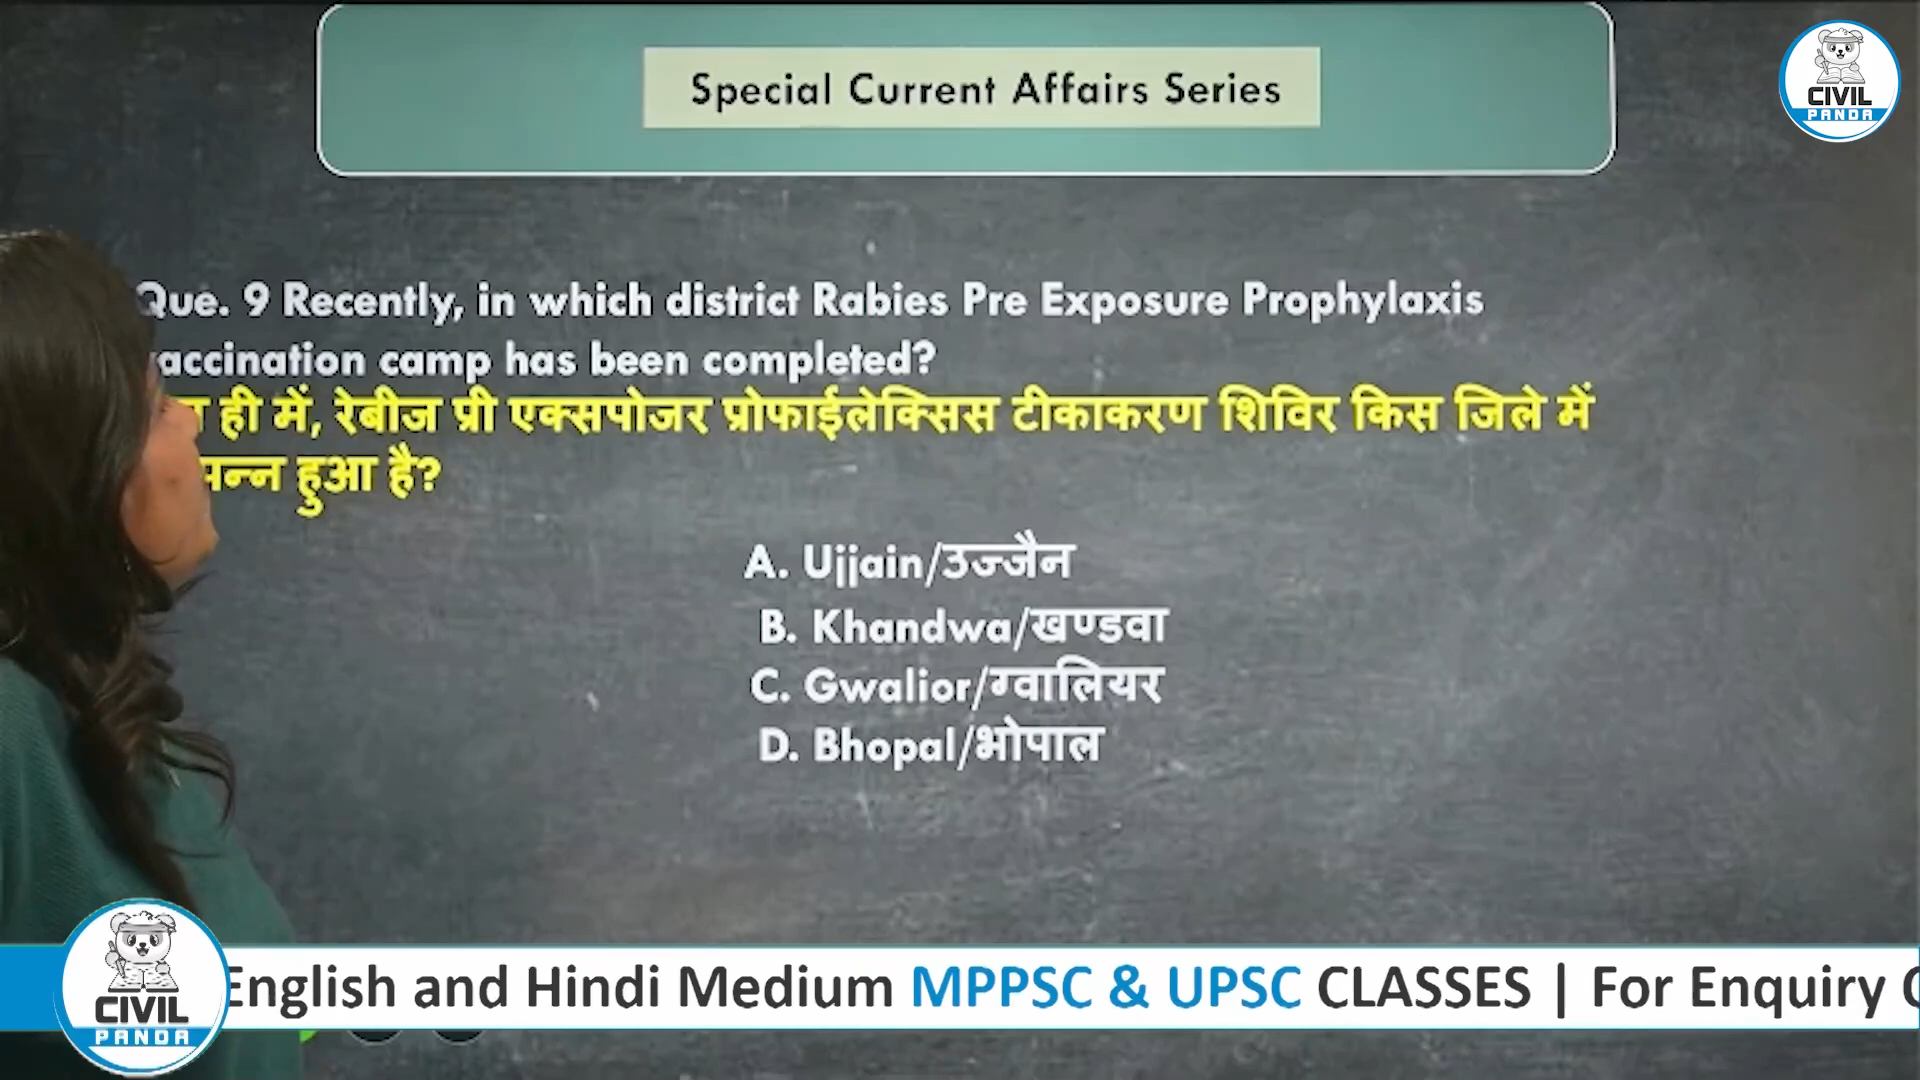 Special Current Affairs Series
CIVIL
PANDA
Que. 9 Recently, in which district Rabies Pre Exposure Prophylaxis
vaccination camp has been completed?
ही में, रेबीज प्री एक्सपोजर प्रोफाईलेक्सिस टीकाकरण शिविर किस जिले में
हुआ है?
A. Ujjain/उज्जैन
B. Khandwa/खण्डवा
C. Gwalior/ग्वालियर
D. Bhopal/भोपाल
English and Hindi Medium MPPSC & UPSC CLASSES | For Enquiry
CIVIL
PANDA